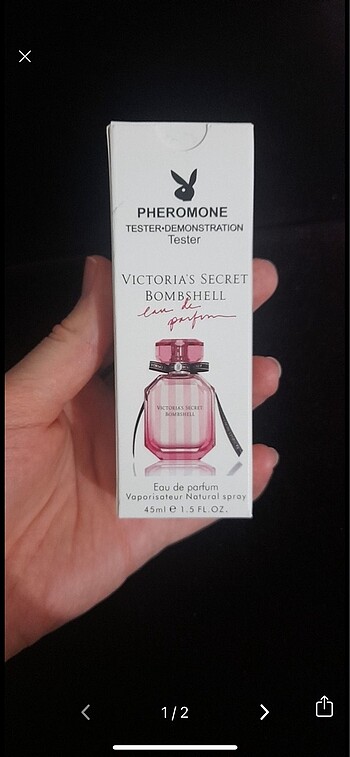 PHEROMONE
TESTER•DEMONSTRATION
Tester
VICTORIA'S SECRET
BOMBSHELL
eau de
parfum
VICTORIA'S SECRET
BOMBSHELL
Eau de parfum
Vaporisateur Natural spray
45ml ℮ 1.5 FL.OZ.
1/2